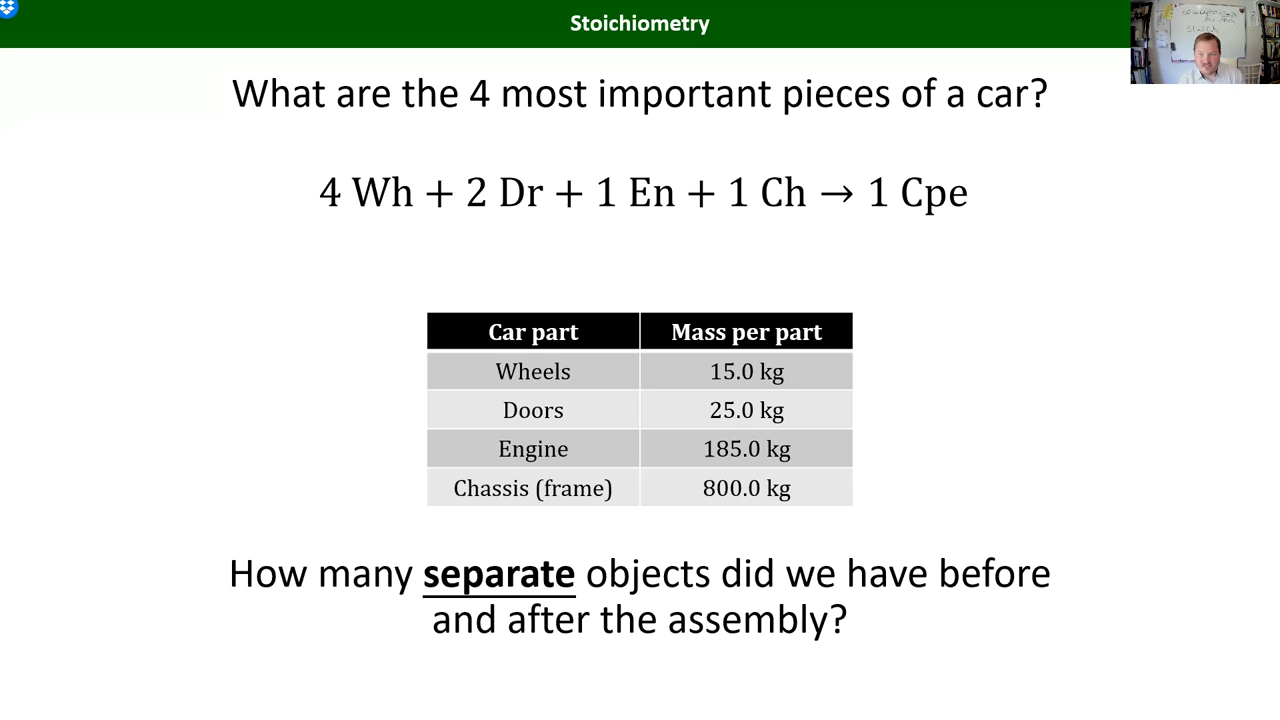 Stoichiometry
What are the 4 most important pieces of a car?
4 Wh + 2 Dr + 1 En + 1 Ch → 1 Cpe
Car part Mass per part
Wheels 15.0 kg
Doors 25.0 kg
Engine 185.0 kg
Chassis (frame) 800.0 kg
How many separate objects did we have before
and after the assembly?